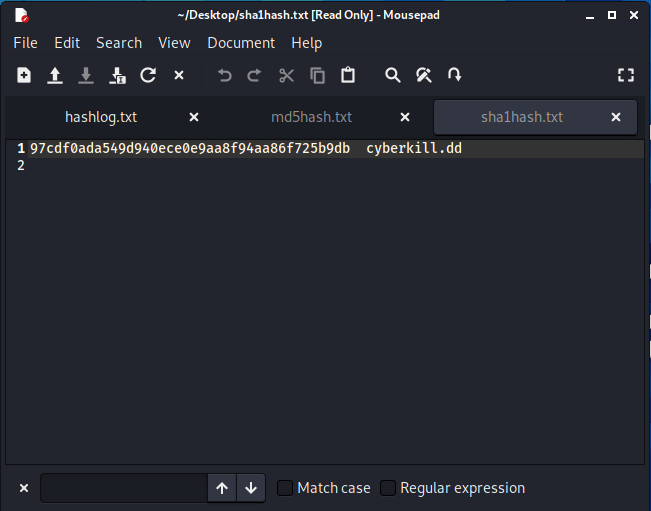 ~/Desktop/sha1hash.txt [Read Only] - Mousepad
File Edit Search View Document Help
hashlog.txt md5hash.txt sha1hash.txt
1 97cdf0ada549d940ece0e9aa8f94aa86f725b9db  cyberkill.dd
2
Match case Regular expression